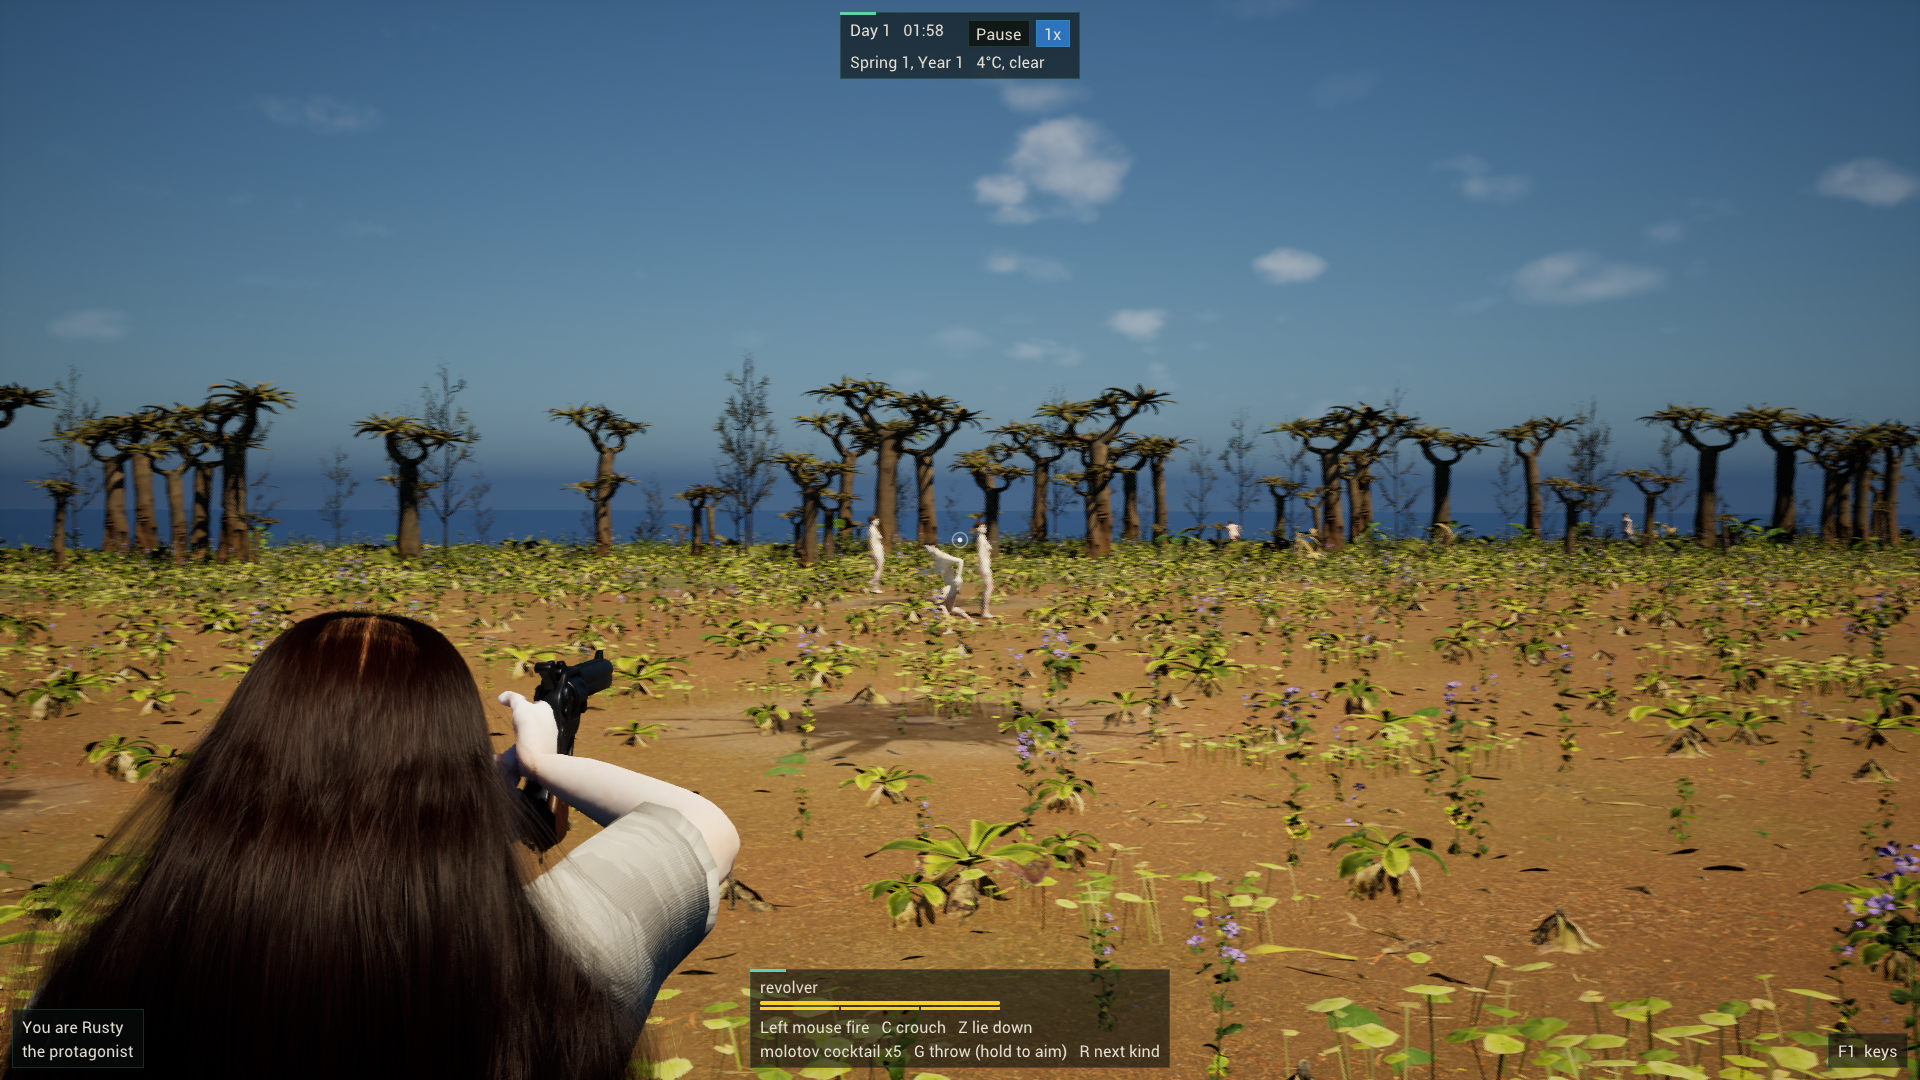 Day 1 01:58 Pause 1x
Spring 1, Year 1 4°C, clear
revolver
Left mouse fire C crouch Z lie down
molotov cocktail x5 G throw (hold to aim) R next kind
You are Rusty
the protagonist
F1 keys